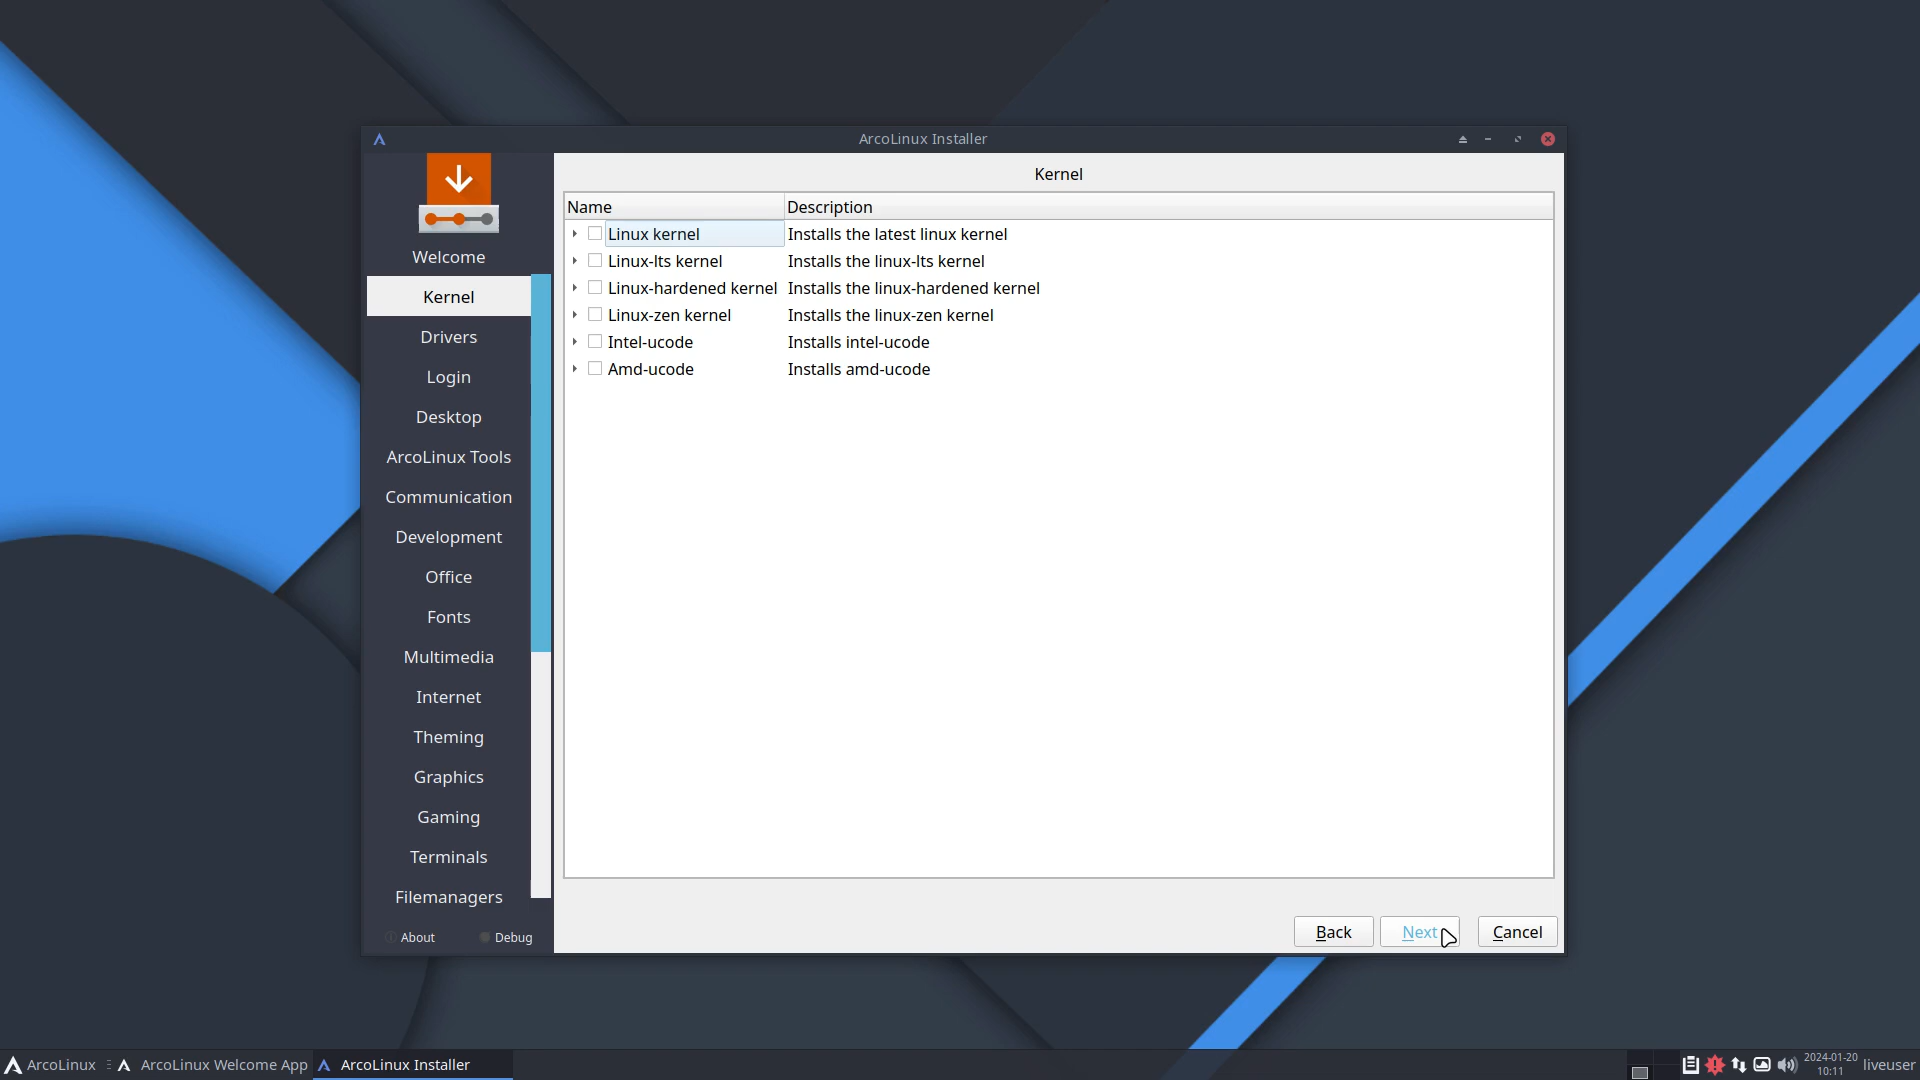 ArcoLinux Installer
Welcome
Kernel
Drivers
Login
Desktop
ArcoLinux Tools
Communication
Development
Office
Fonts
Multimedia
Internet
Theming
Graphics
Gaming
Terminals
Filemanagers
About Debug
Kernel
Name Description
Linux kernel Installs the latest linux kernel
Linux-lts kernel Installs the linux-lts kernel
Linux-hardened kernel Installs the linux-hardened kernel
Linux-zen kernel Installs the linux-zen kernel
Intel-ucode Installs intel-ucode
Amd-ucode Installs amd-ucode
Back Next Cancel
ArcoLinux ArcoLinux Welcome App ArcoLinux Installer
2024-01-20
10:11
liveuser